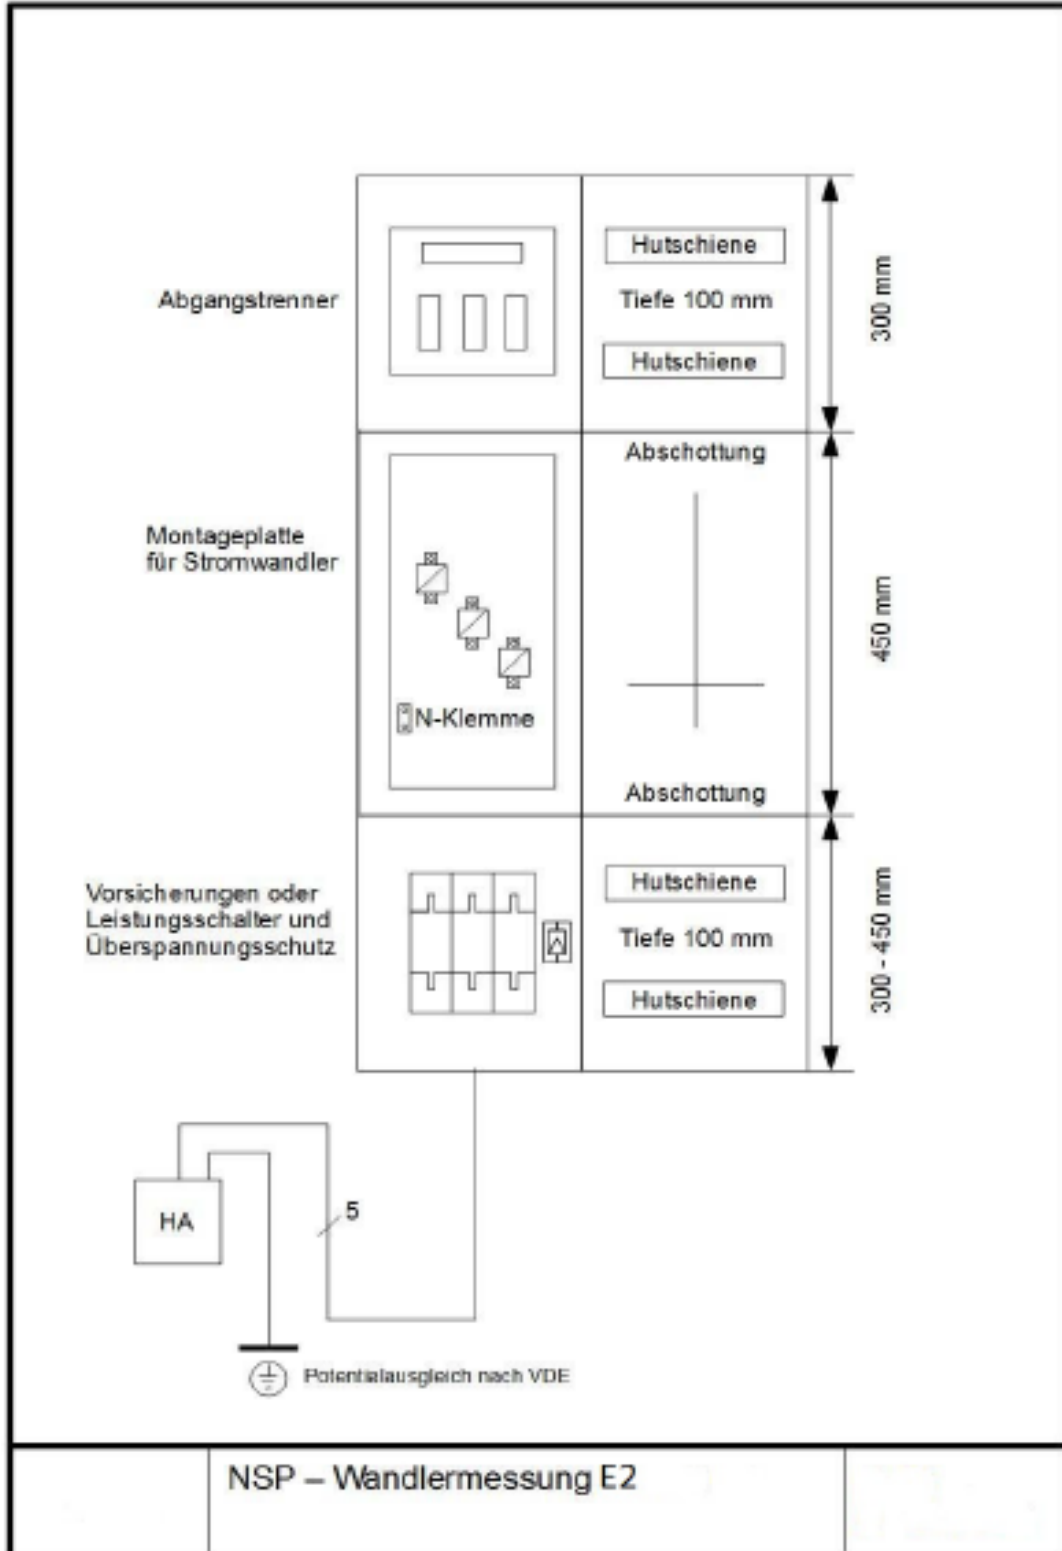 Abgangstrenner
Hutschiene
Tiefe 100 mm
Hutschiene
300 mm
Montageplatte
für Stromwandler
N-Klemme
Abschottung
Abschottung
450 mm
Vorsicherungen oder
Leistungsschalter und
Überspannungsschutz
Hutschiene
Tiefe 100 mm
Hutschiene
300 - 450 mm
HA
5
Potentialausgleich nach VDE
NSP – Wandlermessung E2